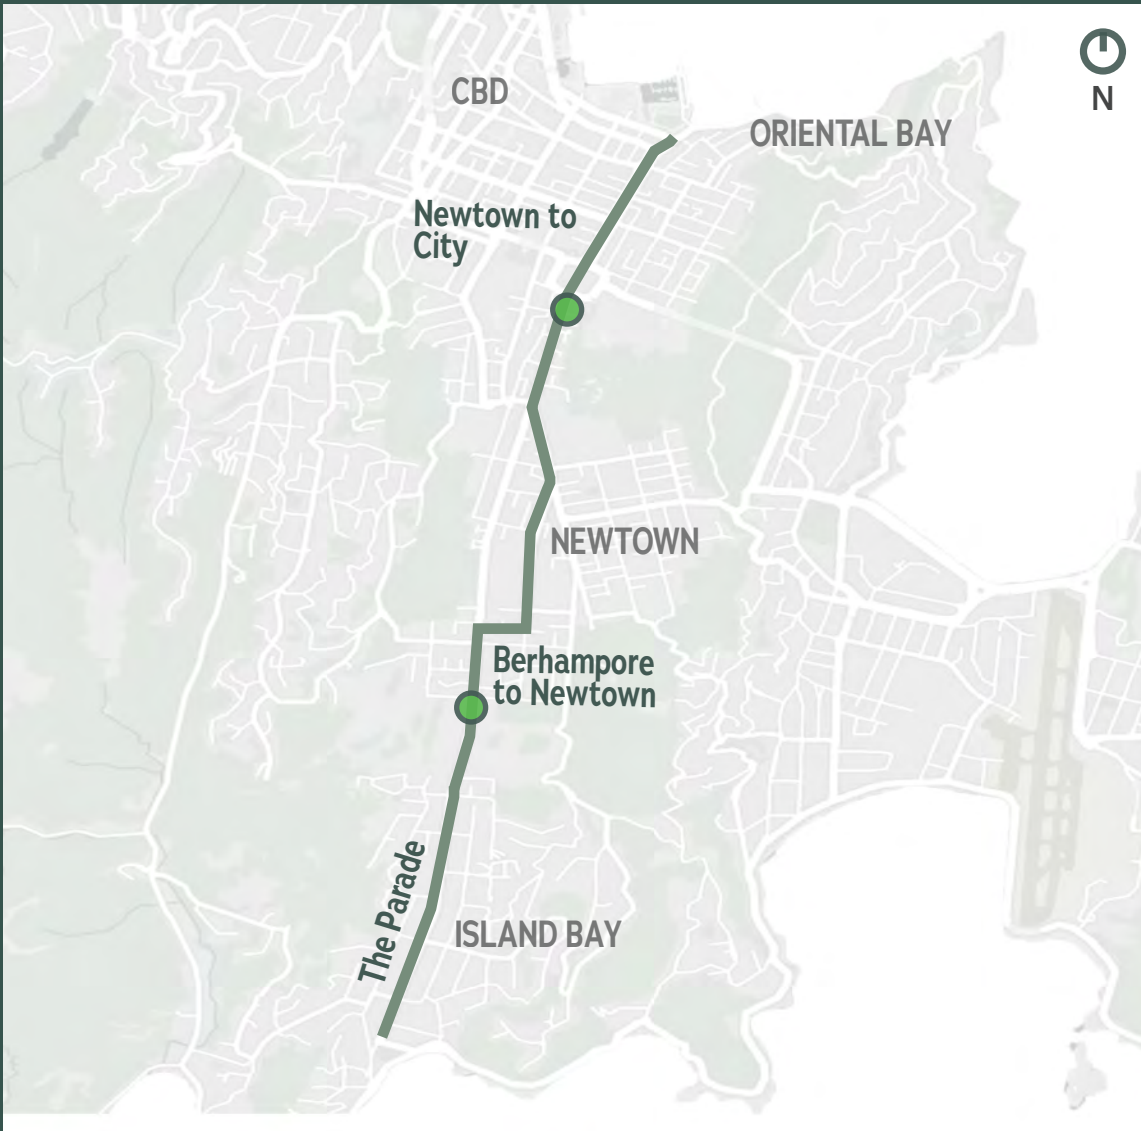 CBD
N
ORIENTAL BAY
Newtown to
City
NEWTOWN
Berhampore
to Newtown
The Parade
ISLAND BAY